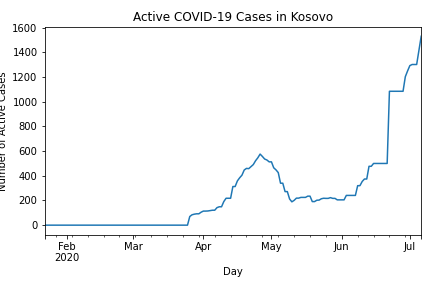 Active COVID-19 Cases in Kosovo
Number of Active Cases
1600
1400
1200
1000
800
600
400
200
0
Feb
2020
Mar
Apr
May
Jun
Jul
Day